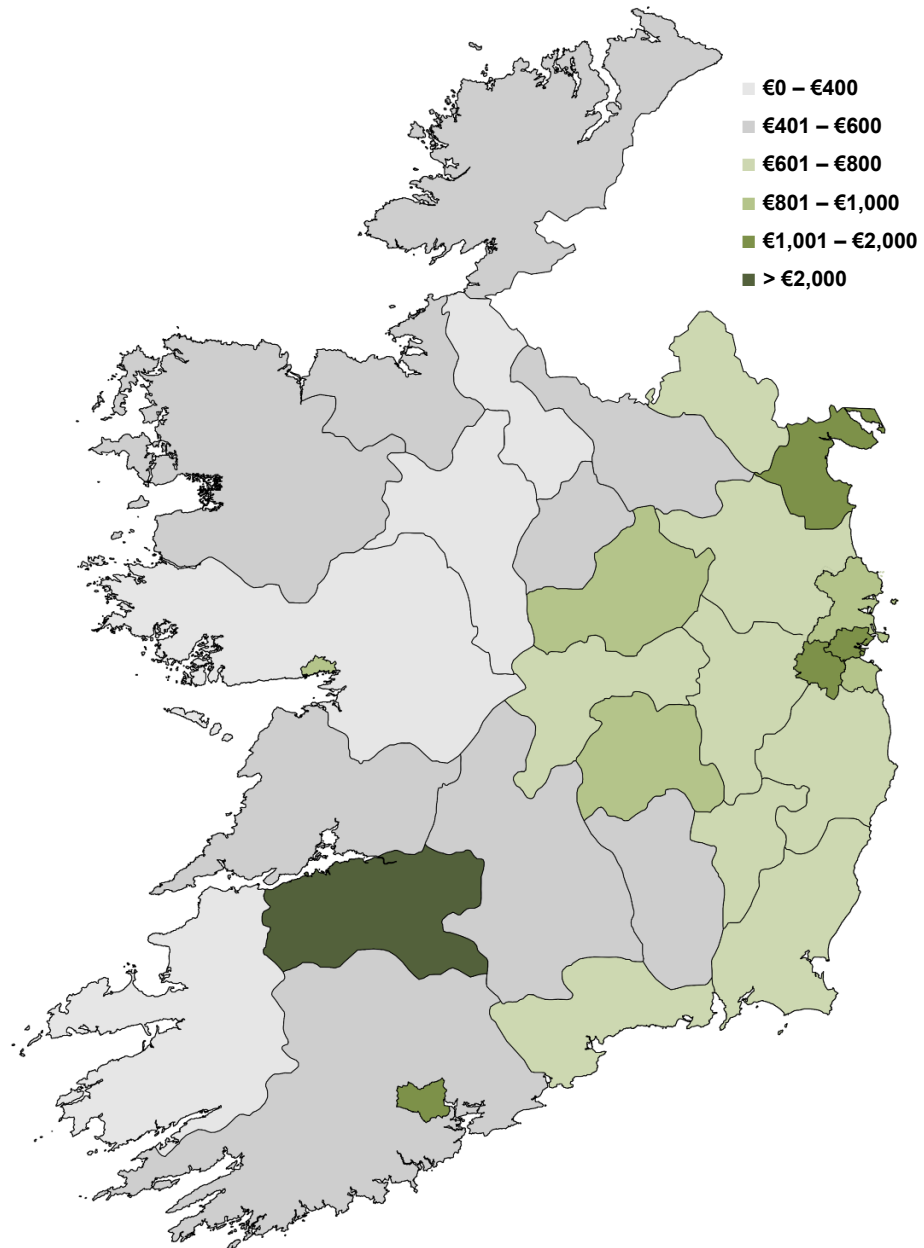 €0 – €400
€401 – €600
€601 – €800
€801 – €1,000
€1,001 – €2,000
> €2,000